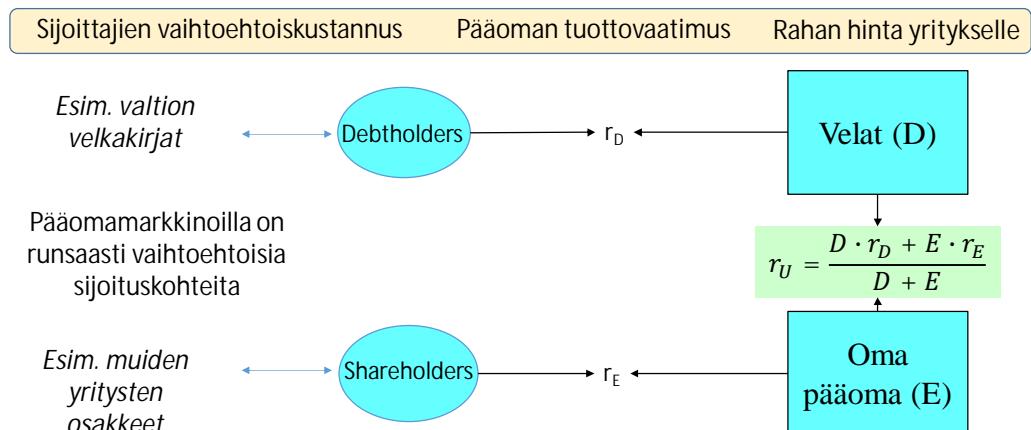 Sijoittajien vaihtoehtoiskustannus Pääoman tuottovaatimus Rahan hinta yritykselle
Esim. valtion
velkakirjat
Debtholders
r_D
Velat (D)
Pääomamarkkinoilla on
runsaasti vaihtoehtoisia
sijoituskohteita
r_U = (D · r_D + E · r_E) / (D + E)
Esim. muiden
yritysten
osakkeet
Shareholders
r_E
Oma
pääoma (E)